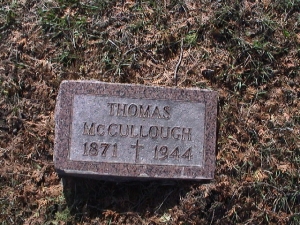 THOMAS
McCULLOUGH
1871 † 1944